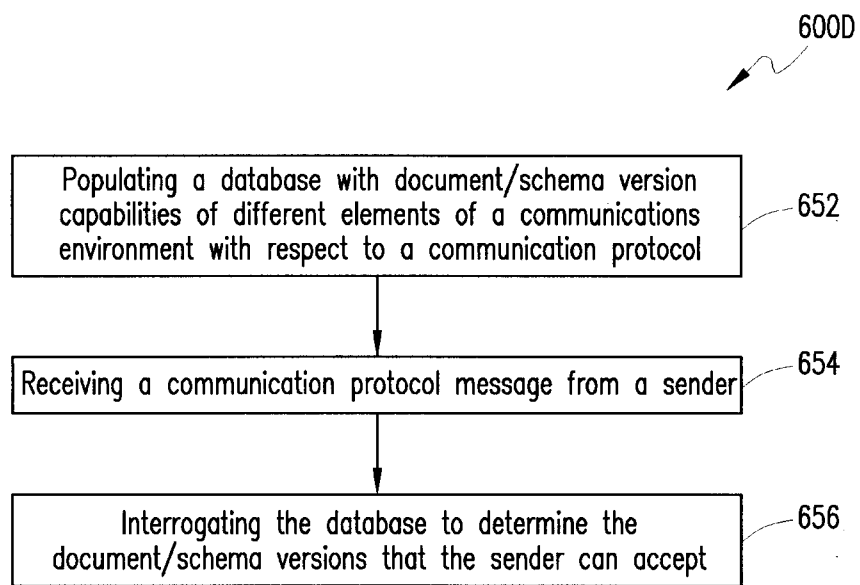 600D
Populating a database with document/schema version
capabilities of different elements of a communications
environment with respect to a communication protocol
652
Receiving a communication protocol message from a sender
654
Interrogating the database to determine the
document/schema versions that the sender can accept
656